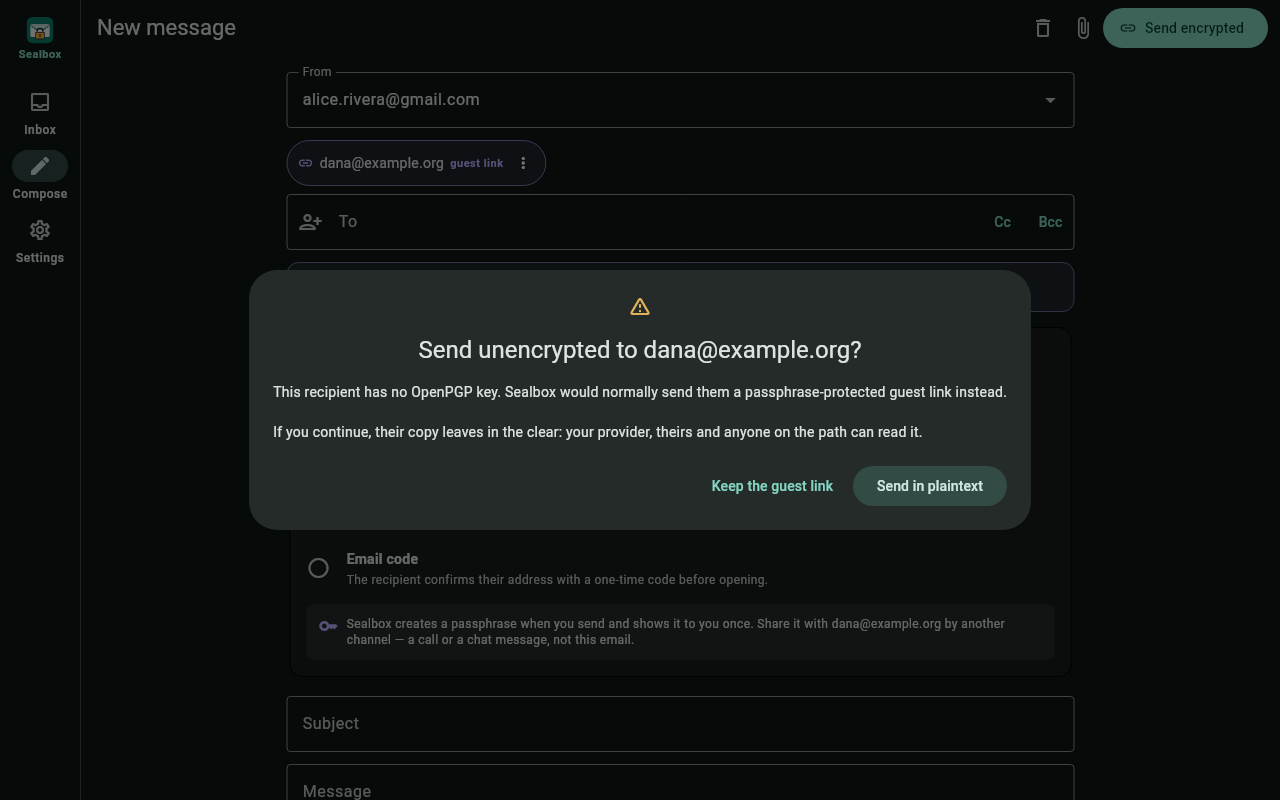 Sealbox
Inbox
Compose
Settings
New message
Send encrypted
From
alice.rivera@gmail.com
dana@example.org guest link
To
Cc
Bcc
Send unencrypted to dana@example.org?
This recipient has no OpenPGP key. Sealbox would normally send them a passphrase-protected guest link instead.
If you continue, their copy leaves in the clear: your provider, theirs and anyone on the path can read it.
Keep the guest link
Send in plaintext
Email code
The recipient confirms their address with a one-time code before opening.
Sealbox creates a passphrase when you send and shows it to you once. Share it with dana@example.org by another
channel — a call or a chat message, not this email.
Subject
Message